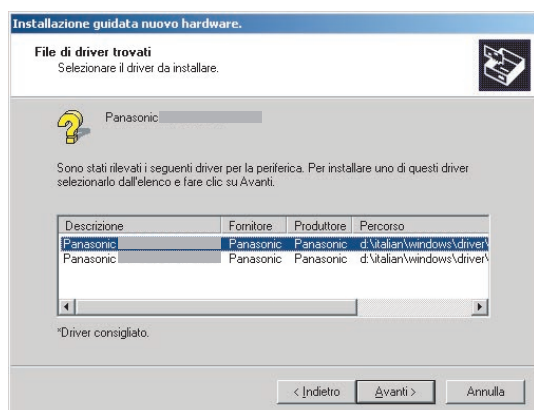 Installazione guidata nuovo hardware.
File di driver trovati
Selezionare il driver da installare.
Panasonic
Sono stati rilevati i seguenti driver per la periferica. Per installare uno di questi driver
selezionarlo dall'elenco e fare clic su Avanti.
Descrizione Fornitore Produttore Percorso
Panasonic Panasonic Panasonic d:\italian\windows\driver\
Panasonic Panasonic Panasonic d:\italian\windows\driver\
*Driver consigliato.
< Indietro Avanti > Annulla